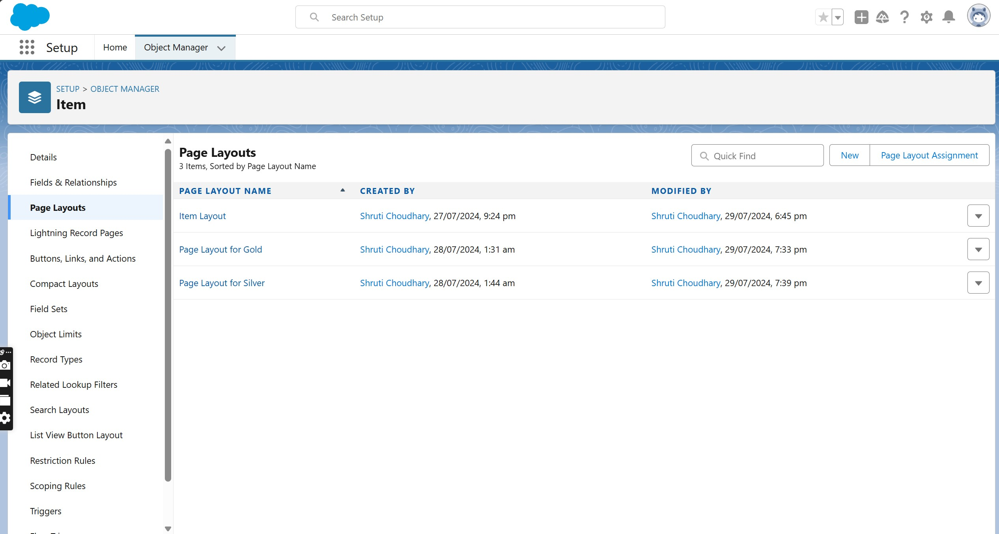 Search Setup
Setup
Home
Object Manager
SETUP > OBJECT MANAGER
Item
Details
Fields & Relationships
Page Layouts
Lightning Record Pages
Buttons, Links, and Actions
Compact Layouts
Field Sets
Object Limits
Record Types
Related Lookup Filters
Search Layouts
List View Button Layout
Restriction Rules
Scoping Rules
Triggers
Page Layouts
3 Items, Sorted by Page Layout Name
Quick Find
New
Page Layout Assignment
PAGE LAYOUT NAME CREATED BY MODIFIED BY
Item Layout Shruti Choudhary, 27/07/2024, 9:24 pm Shruti Choudhary, 29/07/2024, 6:45 pm
Page Layout for Gold Shruti Choudhary, 28/07/2024, 1:31 am Shruti Choudhary, 29/07/2024, 7:33 pm
Page Layout for Silver Shruti Choudhary, 28/07/2024, 1:44 am Shruti Choudhary, 29/07/2024, 7:39 pm